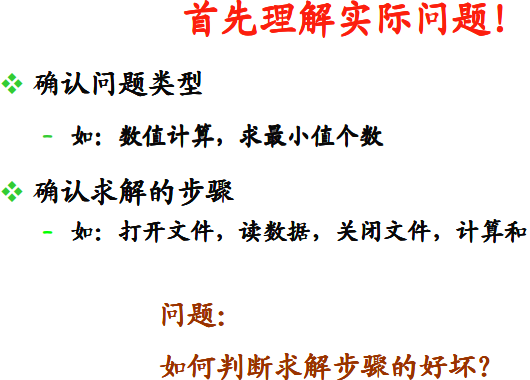 首先理解实际问题!
确认问题类型
- 如：数值计算，求最小值个数
确认求解的步骤
- 如：打开文件，读数据，关闭文件，计算和
问题：
如何判断求解步骤的好坏？